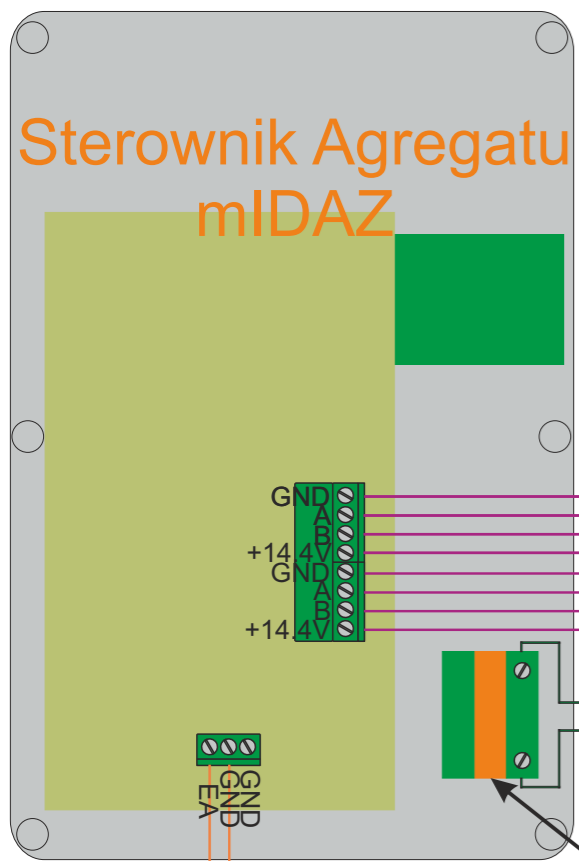 Sterownik Agregatu
mIDAZ
GND
A
B
+14.4V
GND
A
B
+14.4V
EA
GND
GND